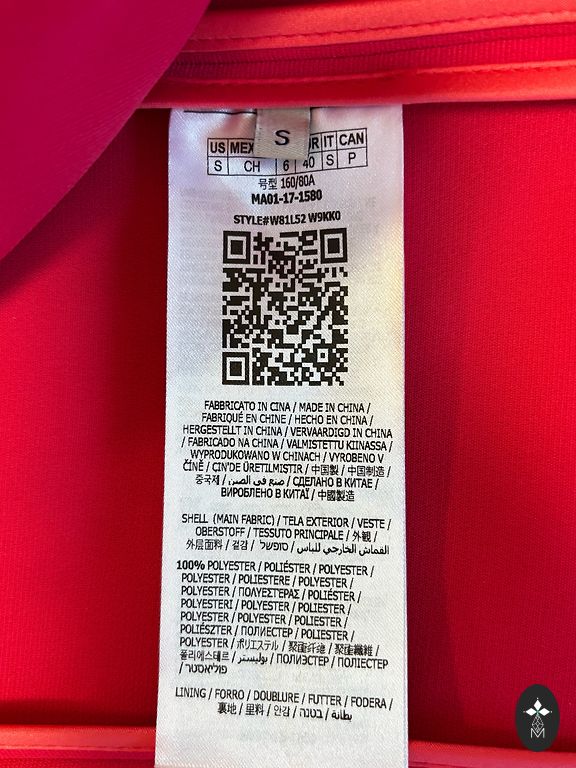 S
US MEX OR IT CAN
S CH 6 40 S P
号型 160/80A
MA01-17-1580
STYLE#W81L52 W9KK0
FABBRICATO IN CINA / MADE IN CHINA /
FABRIQUÉ EN CHINE / HECHO EN CHINA /
HERGESTELLT IN CHINA / VERVAARDIGD IN CHINA
/ FABRICADO NA CHINA / VALMISTETTU KIINASSA /
WYPRODUKOWANO W CHINACH / VYROBENO V
ČÍNĚ / ÇIN'DE ÜRETILMISTIR / 中国製 / 中国制造 /
중국제 / صنع في الصين / СДЕЛАНО В КИТАЕ /
ВИРОБЛЕНО В КИТАЇ / 中國製造
SHELL (MAIN FABRIC) / TELA EXTERIOR / VESTE /
OBERSTOFF / TESSUTO PRINCIPALE / 外観 /
外层面料 / 겉감 / סופשל / القماش الخارجي للباس
100% POLYESTER / POLIÉSTER / POLYESTER /
POLYESTER / POLIESTERE / POLYESTER /
POLYESTER / ΠΟΛΥΕΣΤΕΡΑΣ / POLIÉSTER /
POLYESTERI / POLYESTER / POLIESTER /
POLYESTER / POLYESTER / POLIESTER /
POLIÉSZTER / ПОЛИЕСТЕР / POLIESTER /
POLYESTER / ポリエステル / 聚酯纤维 / 聚酯纖維 /
폴리에스테르 / بوليستر / ПОЛИЭСТЕР / ПОЛІЕСТЕР
/ פוליאסטר
LINING / FORRO / DOUBLURE / FUTTER / FODERA /
裏地 / 里料 / 안감 / בטנה / بطانة
M